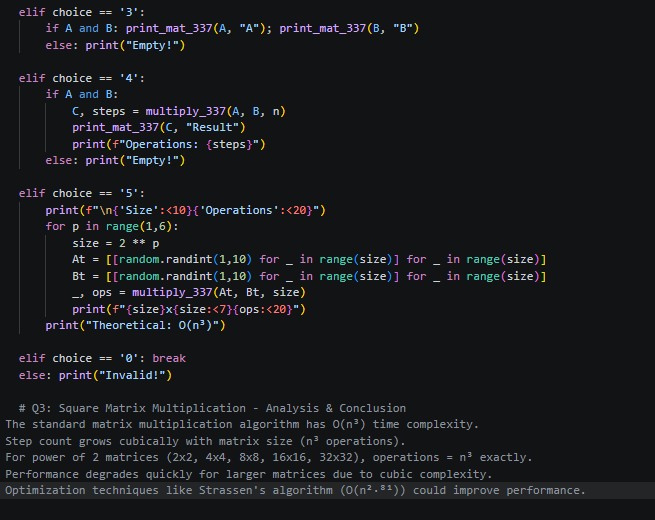 elif choice == '3':
    if A and B: print_mat_337(A, "A"); print_mat_337(B, "B")
    else: print("Empty!")

elif choice == '4':
    if A and B:
        C, steps = multiply_337(A, B, n)
        print_mat_337(C, "Result")
        print(f"Operations: {steps}")
    else: print("Empty!")

elif choice == '5':
    print(f"\n{'Size':<10}{'Operations':<20}")
    for p in range(1,6):
        size = 2 ** p
        At = [[random.randint(1,10) for _ in range(size)] for _ in range(size)]
        Bt = [[random.randint(1,10) for _ in range(size)] for _ in range(size)]
        _, ops = multiply_337(At, Bt, size)
        print(f"{size}x{size:<7}{ops:<20}")
    print("Theoretical: O(n³)")

elif choice == '0': break
else: print("Invalid!")

# Q3: Square Matrix Multiplication - Analysis & Conclusion
The standard matrix multiplication algorithm has O(n³) time complexity.
Step count grows cubically with matrix size (n³ operations).
For power of 2 matrices (2x2, 4x4, 8x8, 16x16, 32x32), operations = n³ exactly.
Performance degrades quickly for larger matrices due to cubic complexity.
Optimization techniques like Strassen's algorithm (O(n²·⁸¹)) could improve performance.